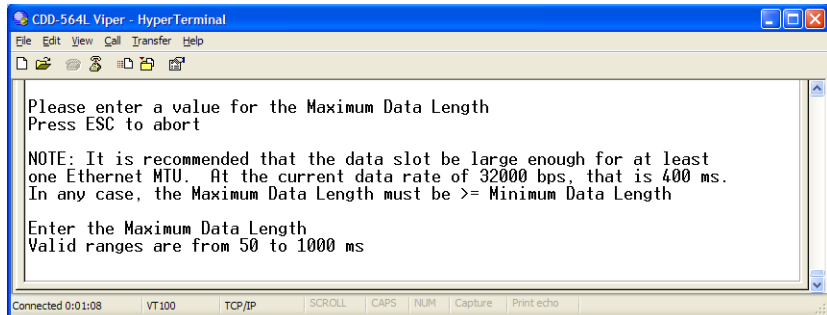 CDD-564L Viper - HyperTerminal
File Edit View Call Transfer Help
Please enter a value for the Maximum Data Length
Press ESC to abort
NOTE: It is recommended that the data slot be large enough for at least
one Ethernet MTU.  At the current data rate of 32000 bps, that is 400 ms.
In any case, the Maximum Data Length must be >= Minimum Data Length
Enter the Maximum Data Length
Valid ranges are from 50 to 1000 ms
Connected 0:01:08 VT100 TCP/IP SCROLL CAPS NUM Capture Print echo